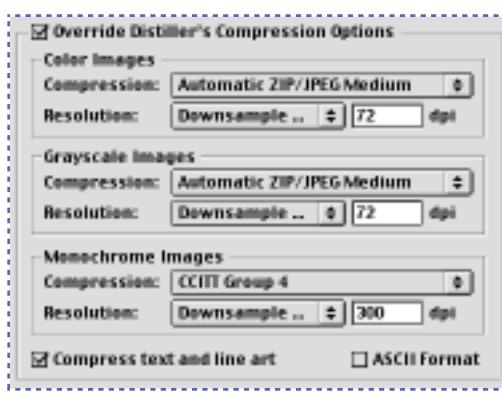 Override Distiller's Compression Options
Color Images
Compression: Automatic ZIP/JPEG Medium
Resolution: Downsample .. 72 dpi
Grayscale Images
Compression: Automatic ZIP/JPEG Medium
Resolution: Downsample .. 72 dpi
Monochrome Images
Compression: CCITT Group 4
Resolution: Downsample .. 300 dpi
Compress text and line art ASCII Format